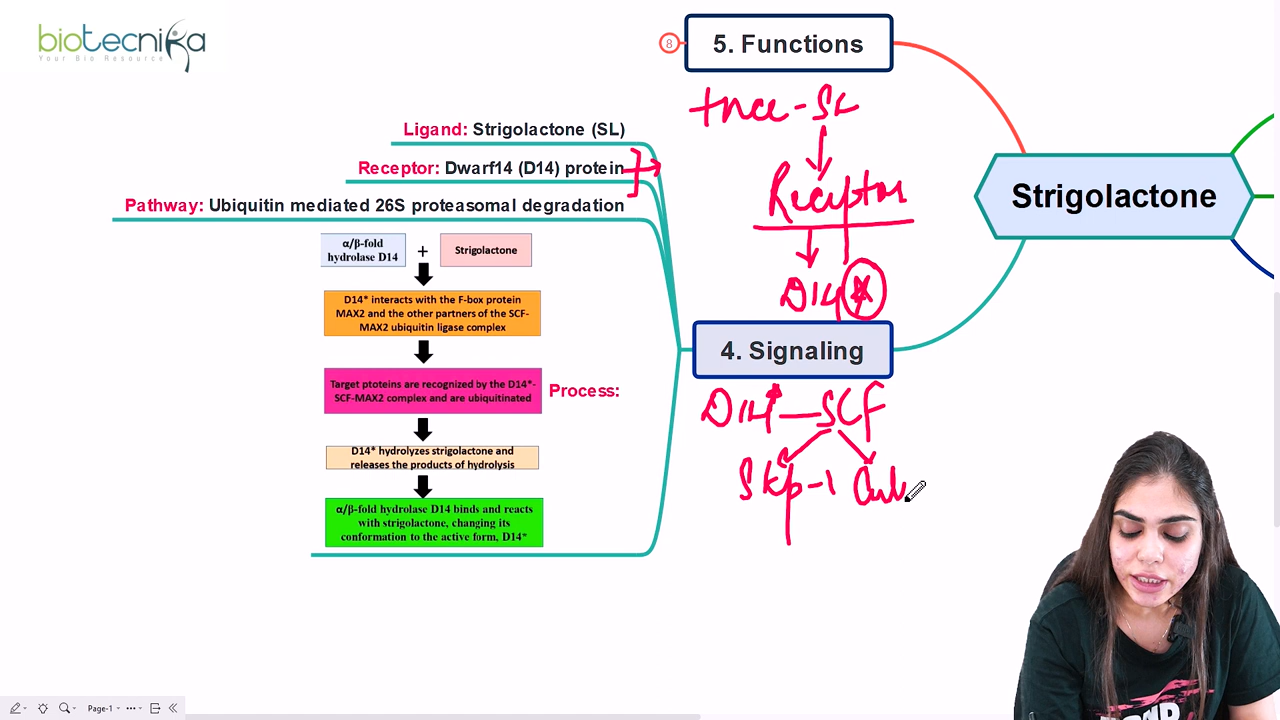 biotecnika
Your Bio Resource
8
5. Functions
SL
Receptor
D14*
Ligand: Strigolactone (SL)
Receptor: Dwarf14 (D14) protein
Pathway: Ubiquitin mediated 26S proteasomal degradation
α/β-fold
hydrolase D14
+
Strigolactone
D14* interacts with the F-box protein
MAX2 and the other partners of the SCF-
MAX2 ubiquitin ligase complex
Target ptoteins are recognized by the D14*-
SCF-MAX2 complex and are ubiquitinated
Process:
D14* hydrolyzes strigolactone and
releases the products of hydrolysis
α/β-fold hydrolase D14 binds and reacts
with strigolactone, changing its
conformation to the active form, D14*
4. Signaling
D14* — SCF
Skp-1 Cul
Strigolactone
Page-1